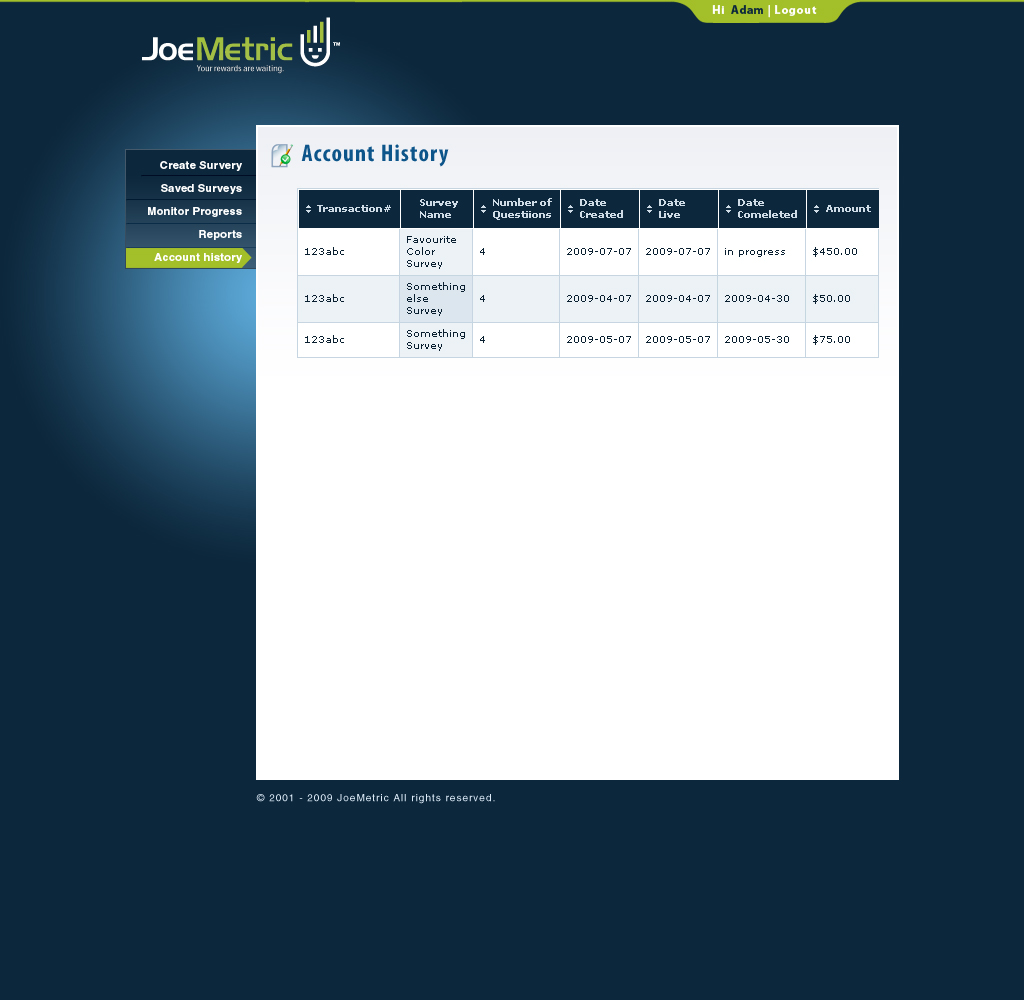 Hi Adam | Logout
JoeMetric™
Your rewards are waiting.
Account History
Create Survery
Saved Surveys
Monitor Progress
Reports
Account history
Transaction# Survey Name Number of Questiions Date Created Date Live Date Comeleted Amount
123abc Favourite Color Survey 4 2009-07-07 2009-07-07 in progress $450.00
123abc Something else Survey 4 2009-04-07 2009-04-07 2009-04-30 $50.00
123abc Something Survey 4 2009-05-07 2009-05-07 2009-05-30 $75.00
© 2001 - 2009 JoeMetric All rights reserved.